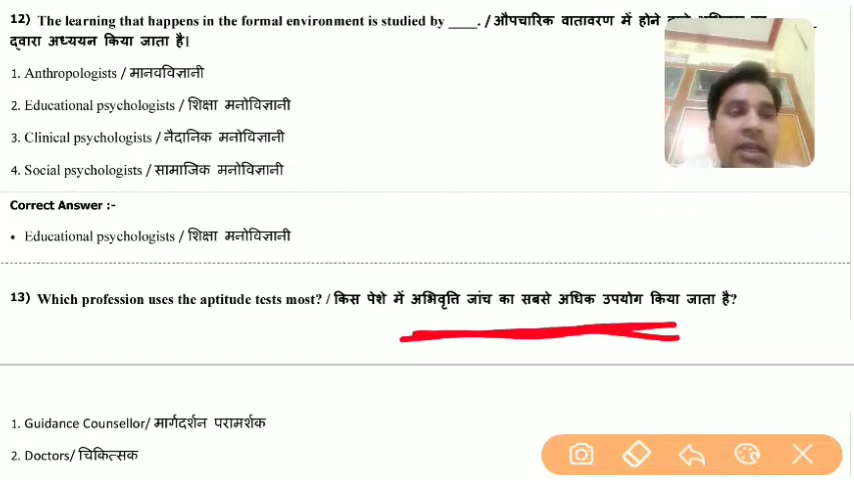 12) The learning that happens in the formal environment is studied by ____. / औपचारिक वातावरण में होने
द्वारा अध्ययन किया जाता है।
1. Anthropologists / मानवविज्ञानी
2. Educational psychologists / शिक्षा मनोविज्ञानी
3. Clinical psychologists / नैदानिक मनोविज्ञानी
4. Social psychologists / सामाजिक मनोविज्ञानी
Correct Answer :-
• Educational psychologists / शिक्षा मनोविज्ञानी
13) Which profession uses the aptitude tests most? / किस पेशे में अभिवृत्ति जांच का सबसे अधिक उपयोग किया जाता है?
1. Guidance Counsellor/ मार्गदर्शन परामर्शक
2. Doctors/ चिकित्सक